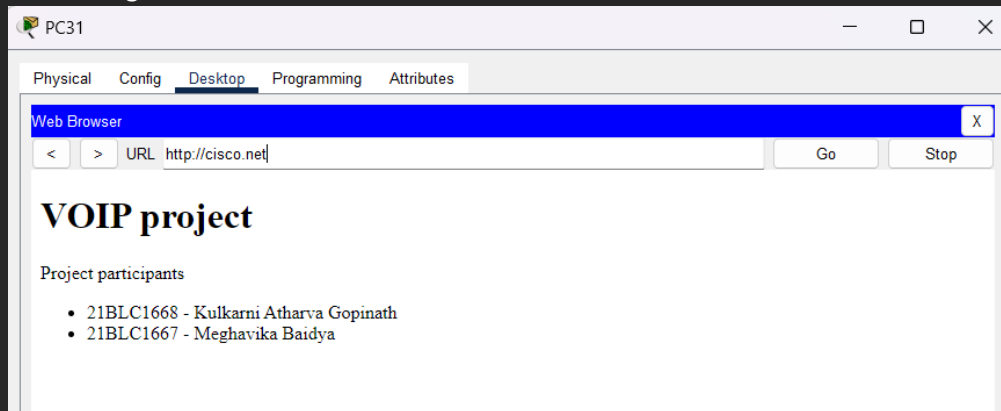 PC31
Physical Config Desktop Programming Attributes
Web Browser X
< > URL http://cisco.net Go Stop
VOIP project
Project participants
• 21BLC1668 - Kulkarni Atharva Gopinath
• 21BLC1667 - Meghavika Baidya